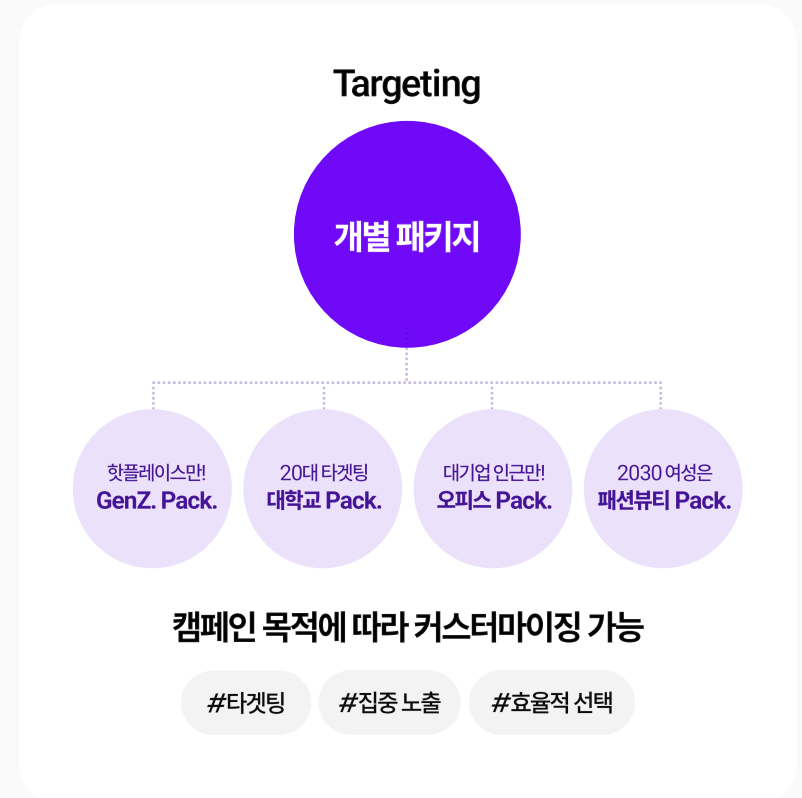 Targeting
개별 패키지
핫플레이스만!
GenZ. Pack.
20대 타겟팅
대학교 Pack.
대기업 인근만!
오피스 Pack.
2030 여성은
패션뷰티 Pack.
캠페인 목적에 따라 커스터마이징 가능
#타겟팅
#집중 노출
#효율적 선택